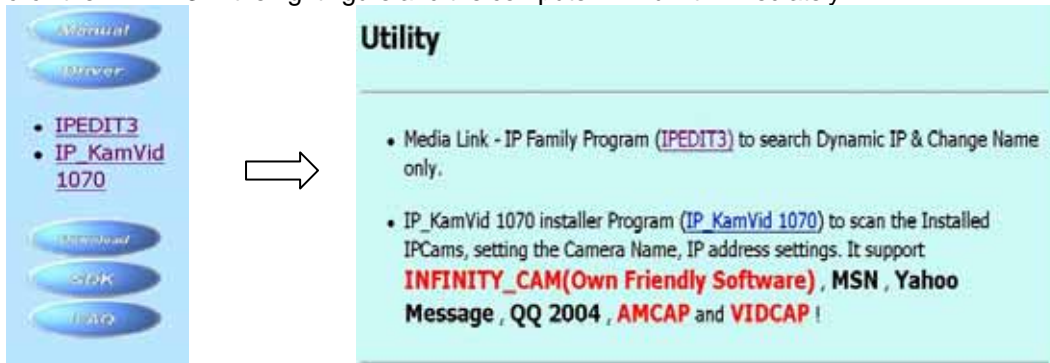 Manual
Driver
• IPEDIT3
• IP_KamVid
1070
Download
SDK
FAQ
Utility
• Media Link - IP Family Program (IPEDIT3) to search Dynamic IP & Change Name
only.
• IP_KamVid 1070 installer Program (IP_KamVid 1070) to scan the Installed
IPCams, setting the Camera Name, IP address settings. It support
INFINITY_CAM(Own Friendly Software) , MSN , Yahoo
Message , QQ 2004 , AMCAP and VIDCAP !